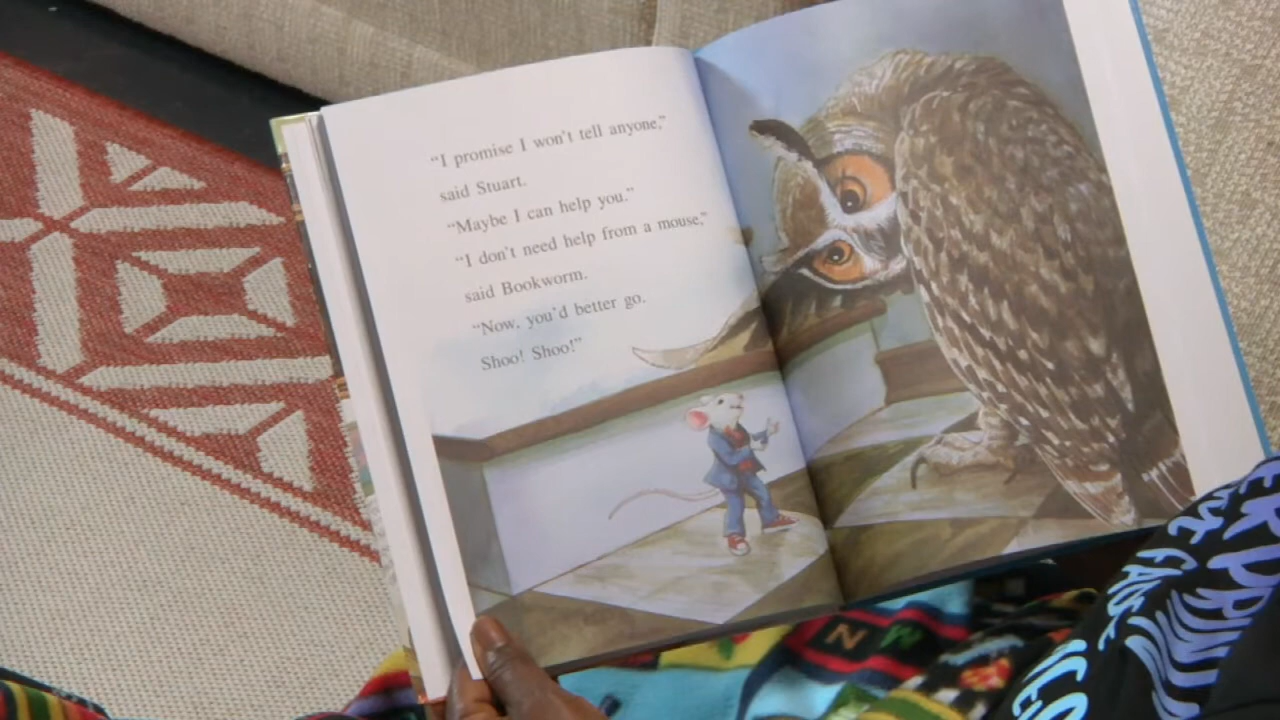 “I promise I won't tell anyone,”
said Stuart.
“Maybe I can help you.”
“I don't need help from a mouse,”
said Bookworm.
“Now, you'd better go.
Shoo! Shoo!”
N W